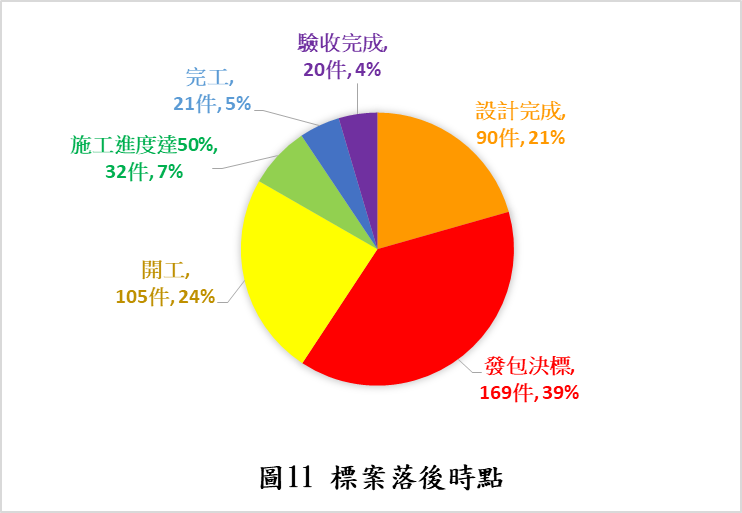 驗收完成,
20件, 4%
完工,
21件, 5%
設計完成,
90件, 21%
施工進度達50%,
32件, 7%
開工,
105件, 24%
發包決標,
169件, 39%
圖11 標案落後時點